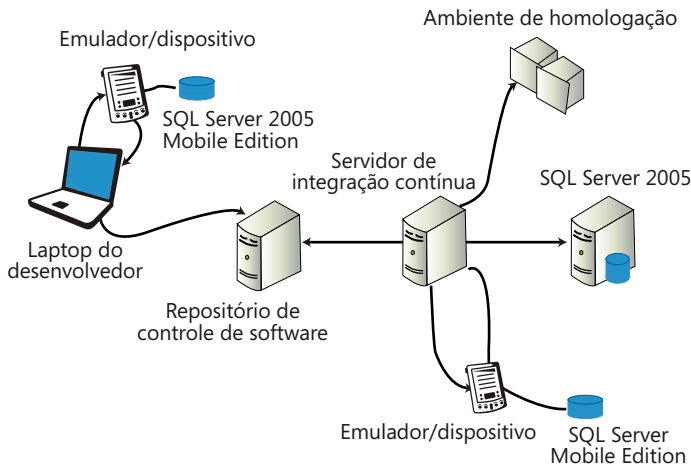 Ambiente de homologação
Emulador/dispositivo
SQL Server 2005
Mobile Edition
Servidor de
integração contínua
SQL Server 2005
Laptop do
desenvolvedor
Repositório de
controle de software
Emulador/dispositivo
SQL Server
Mobile Edition